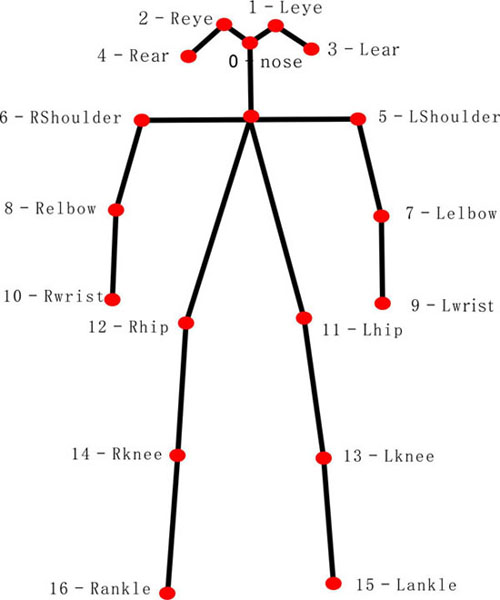 1 - Leye
2 - Reye
3 - Lear
4 - Rear
0 - nose
6 - RShoulder
5 - LShoulder
8 - Relbow
7 - Lelbow
10 - Rwrist
9 - Lwrist
12 - Rhip
11 - Lhip
14 - Rknee
13 - Lknee
16 - Rankle
15 - Lankle